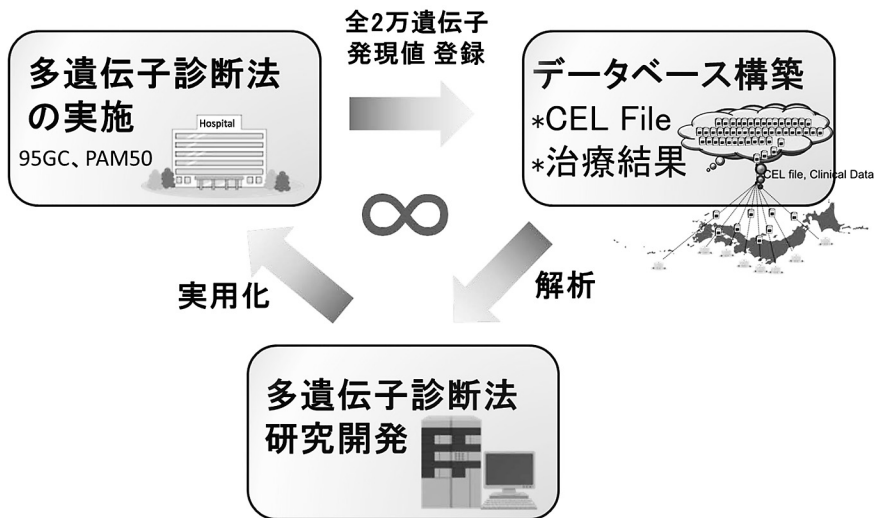 多遺伝子診断法
の実施
Hospital
95GC、PAM50
全2万遺伝子
発現値 登録
データベース構築
*CEL File
*治療結果
CEL file, Clinical Data
実用化
解析
多遺伝子診断法
研究開発